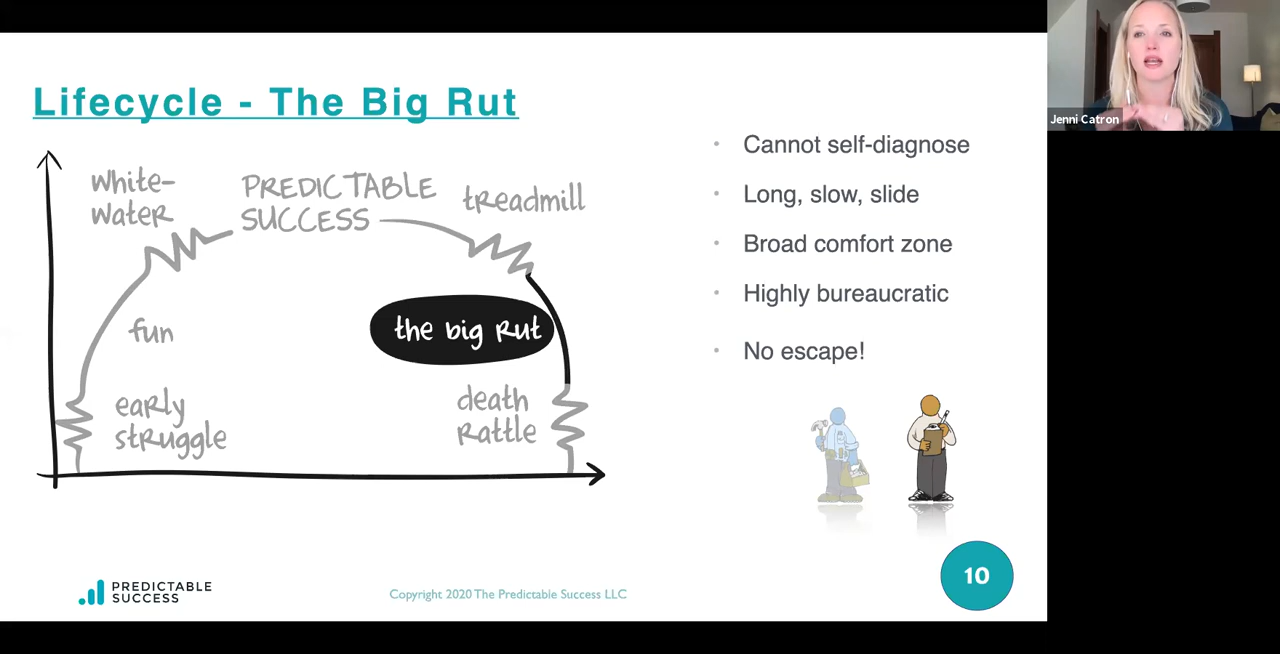 Lifecycle - The Big Rut
Jenni Catron
white-
water
PREDICTABLE
SUCCESS
treadmill
fun
the big rut
early
struggle
death
rattle
Cannot self-diagnose
Long, slow, slide
Broad comfort zone
Highly bureaucratic
No escape!
PREDICTABLE
SUCCESS
Copyright 2020 The Predictable Success LLC
10